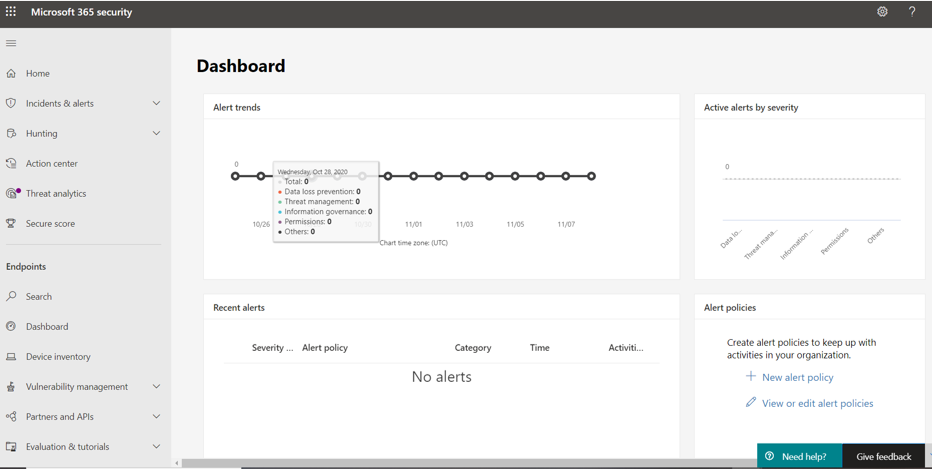 Microsoft 365 security
?
Home
Incidents & alerts
Hunting
Action center
Threat analytics
Secure score
Endpoints
Search
Dashboard
Device inventory
Vulnerability management
Partners and APIs
Evaluation & tutorials
Dashboard
Alert trends
0
Wednesday, Oct 28, 2020
Total: 0
Data loss prevention: 0
Threat management: 0
Information governance: 0
Permissions: 0
Others: 0
10/26
11/01
11/03
11/05
11/07
Chart time zone: (UTC)
Active alerts by severity
0
Data lo...
Threat mana...
Information ...
Permissions
Others
Recent alerts
Severity ... Alert policy Category Time Activiti...
No alerts
Alert policies
Create alert policies to keep up with
activities in your organization.
New alert policy
View or edit alert policies
Need help?
Give feedback